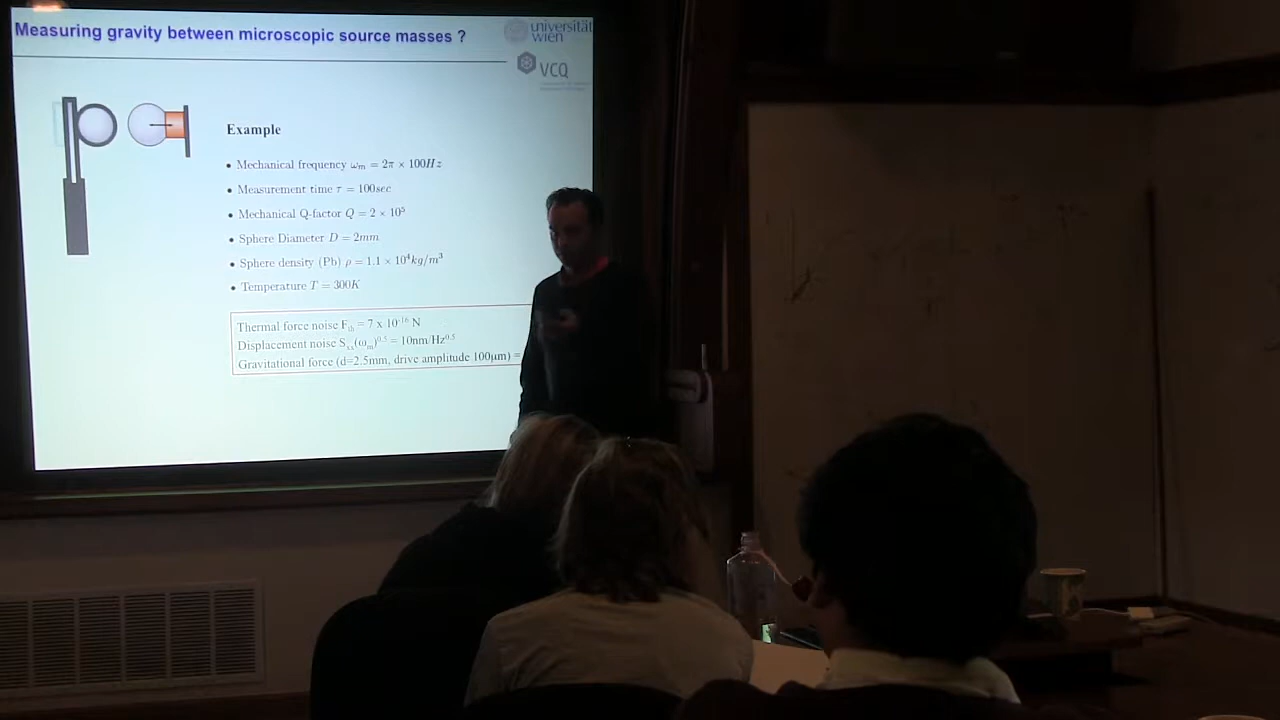 Measuring gravity between microscopic source masses ?
universität
wien
VCQ
Example
• Mechanical frequency ωₘ = 2π × 100Hz
• Measurement time τ = 100sec
• Mechanical Q-factor Q = 2 × 10⁵
• Sphere Diameter D = 2mm
• Sphere density (Pb) ρ = 1.1 × 10⁴kg/m³
• Temperature T = 300K
Thermal force noise Fₜₕ = 7 x 10⁻¹⁶ N
Displacement noise Sₓₓ(ωₘ)⁰·⁵ = 10nm/Hz⁰·⁵
Gravitational force (d=2.5mm, drive amplitude 100μm) =